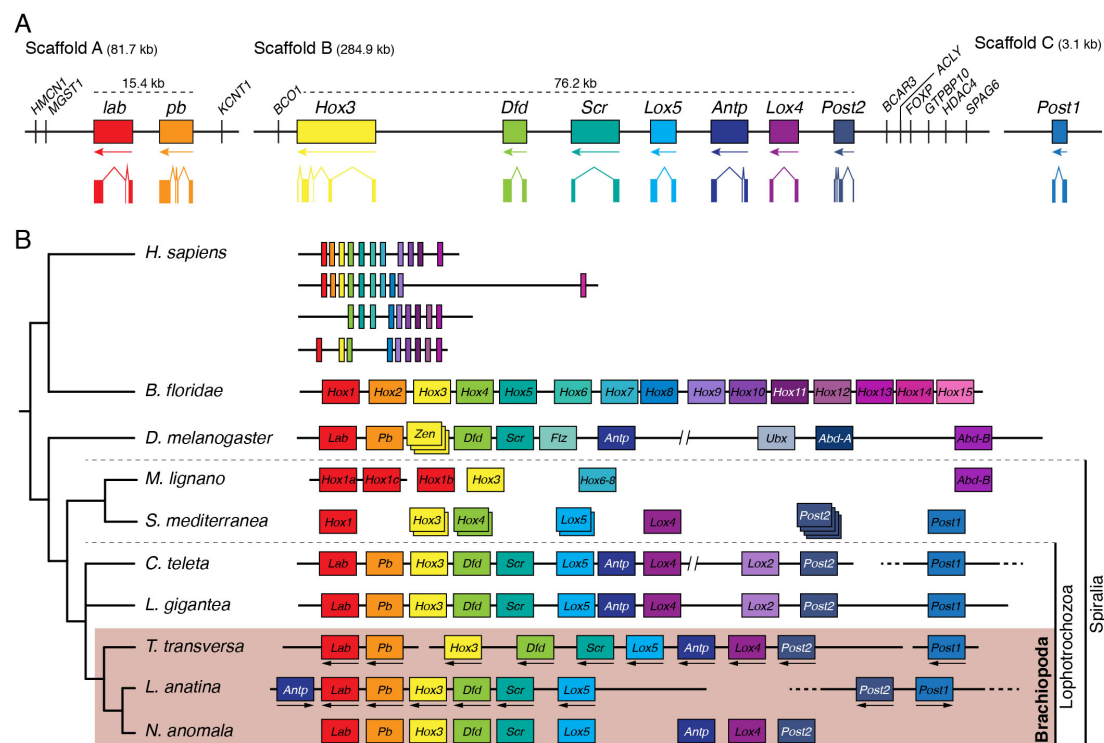 A
Scaffold A (81.7 kb)
Scaffold B (284.9 kb)
Scaffold C (3.1 kb)
HMCN1
MGST1
15.4 kb
lab
pb
KCNT1
BCO1
76.2 kb
Hox3
Dfd
Scr
Lox5
Antp
Lox4
Post2
BCAR3
FOXP
ACLY
GTPBP10
HDAC4
SPAG6
Post1
B
H. sapiens
B. floridae Hox1 Hox2 Hox3 Hox4 Hox5 Hox6 Hox7 Hox8 Hox9 Hox10 Hox11 Hox12 Hox13 Hox14 Hox15
D. melanogaster Lab Pb Zen Dfd Scr Ftz Antp // Ubx Abd-A Abd-B
M. lignano Hox1a Hox1c Hox1b Hox3 Hox6-8 Abd-B
S. mediterranea Hox1 Hox3 Hox4 Lox5 Lox4 Post2 Post1
C. teleta Lab Pb Hox3 Dfd Scr Lox5 Antp Lox4 // Lox2 Post2 Post1
L. gigantea Lab Pb Hox3 Dfd Scr Lox5 Antp Lox4 Lox2 Post2 Post1
T. transversa Lab Pb Hox3 Dfd Scr Lox5 Antp Lox4 Post2 Post1
L. anatina Antp Lab Pb Hox3 Dfd Scr Lox5 Post2 Post1
N. anomala Lab Pb Hox3 Dfd Scr Lox5 Antp Lox4 Post2
Brachiopoda
Lophotrochozoa
Spiralia